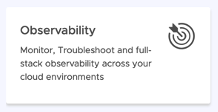 Observability
Monitor, Troubleshoot and full-
stack observability across your
cloud environments